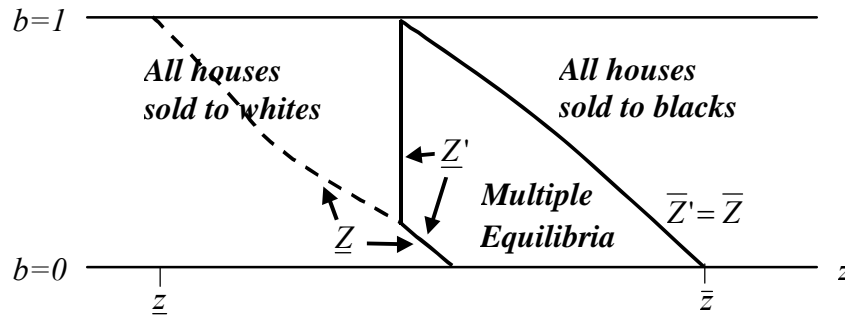 b=1
All houses
sold to whites
All houses
sold to blacks
Z̲'
Multiple
Equilibria
Z̅'=Z̅
Z̲
b=0
z
z̲
z̅